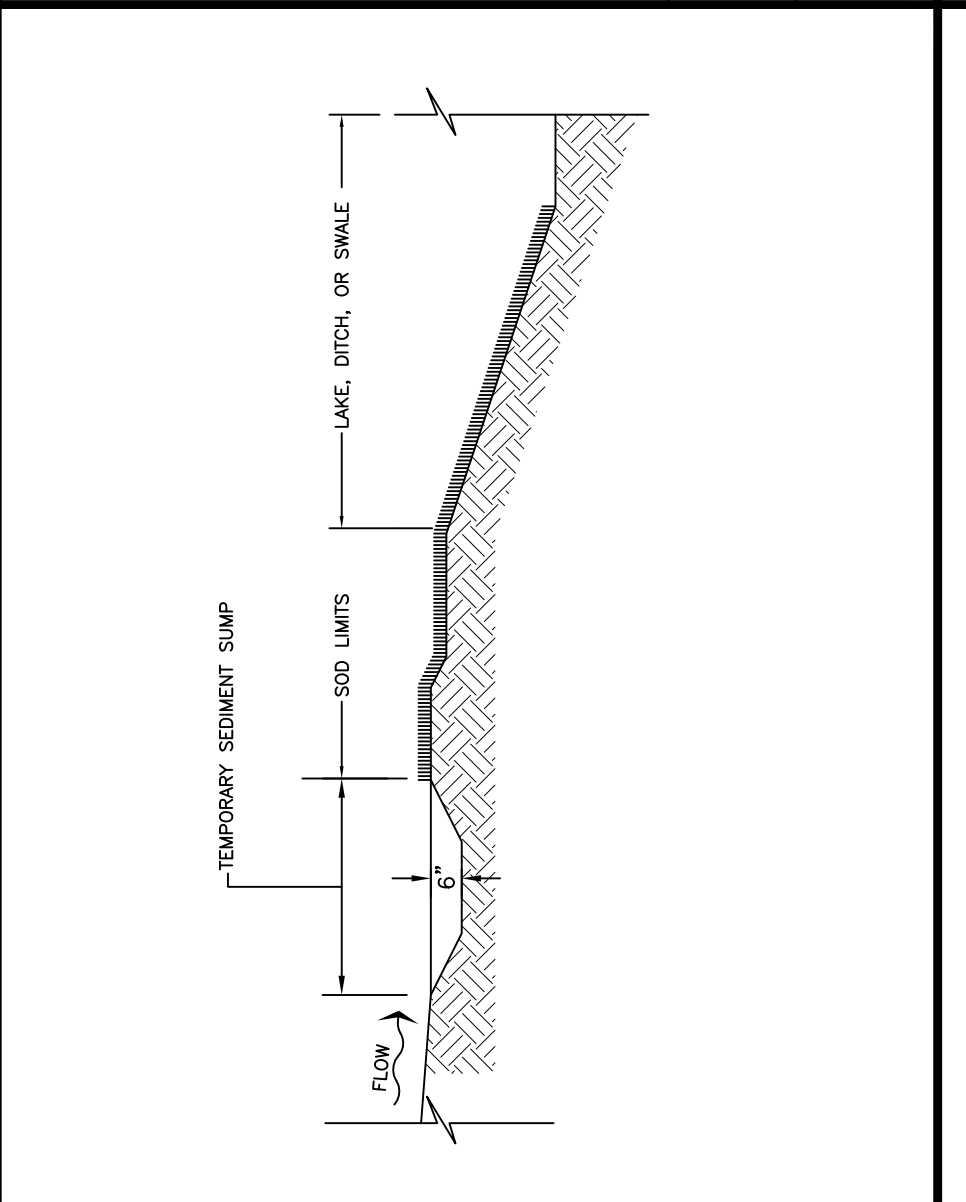 TEMPORARY SEDIMENT SUMP
SOD LIMITS
LAKE, DITCH, OR SWALE
FLOW
6"